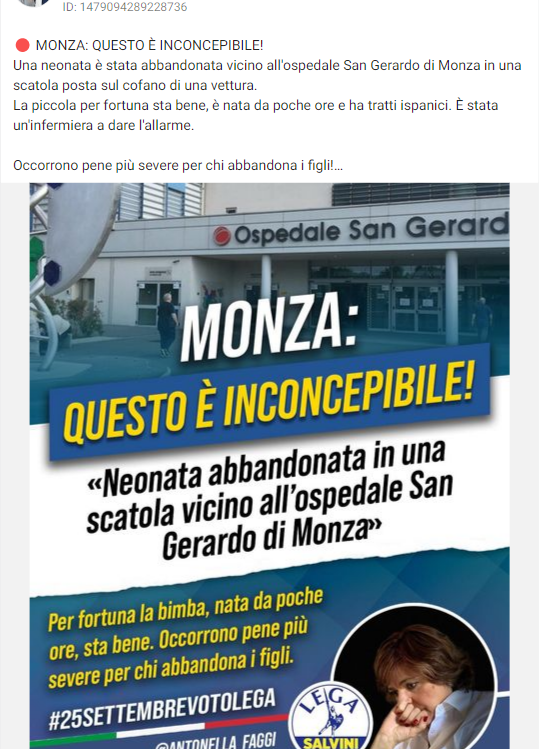 ID: 1479094289228736
🔴 MONZA: QUESTO È INCONCEPIBILE!
Una neonata è stata abbandonata vicino all'ospedale San Gerardo di Monza in una
scatola posta sul cofano di una vettura.
La piccola per fortuna sta bene, è nata da poche ore e ha tratti ispanici. È stata
un'infermiera a dare l'allarme.
Occorrono pene più severe per chi abbandona i figli!...
Ospedale San Gerard
MONZA:
QUESTO È INCONCEPIBILE!
«Neonata abbandonata in una
scatola vicino all'ospedale San
Gerardo di Monza»
Per fortuna la bimba, nata da poche
ore, sta bene. Occorrono pene più
severe per chi abbandona i figli.
#25SETTEMBREVOTOLEGA
@ANTONELLA_FAGGI
LEGA
SALVINI